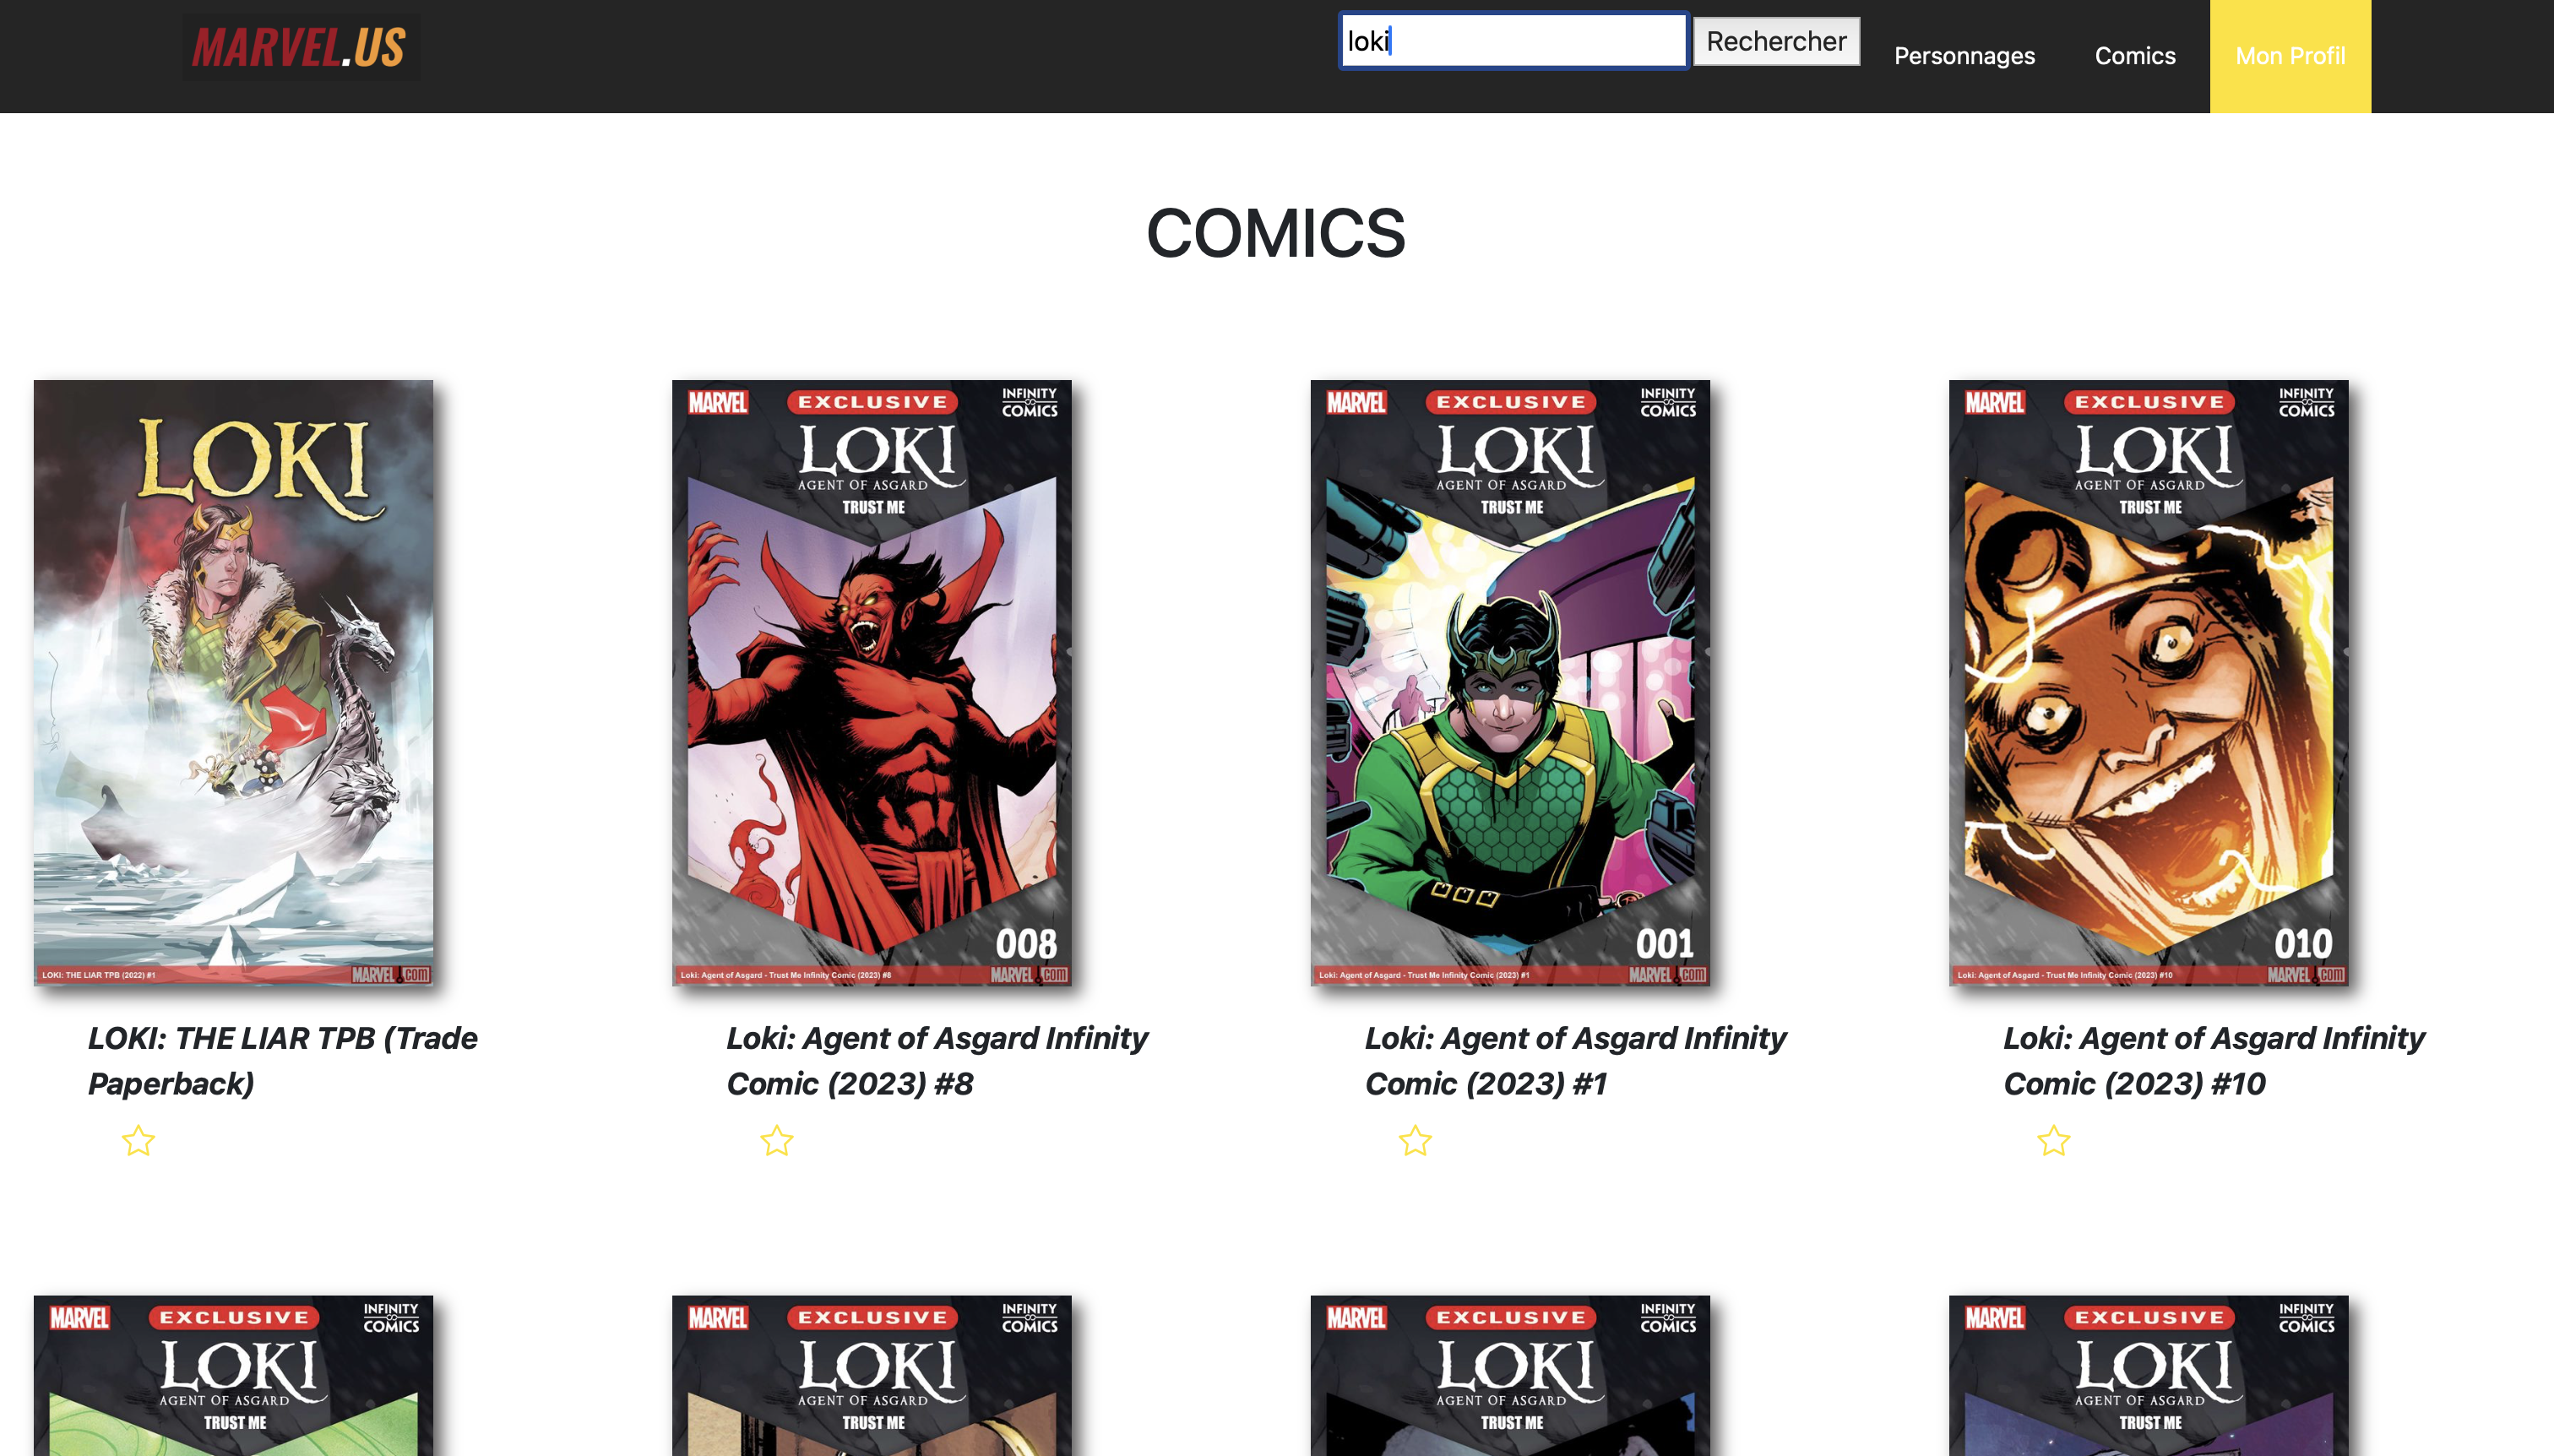 MARVEL.US
loki
Rechercher
Personnages
Comics
Mon Profil
COMICS
LOKI
LOKI: THE LIAR TPB (2022) #1
MARVEL.COM
LOKI: THE LIAR TPB (Trade
Paperback)
MARVEL
EXCLUSIVE
INFINITY
COMICS
LOKI
AGENT OF ASGARD
TRUST ME
008
Loki: Agent of Asgard - Trust Me Infinity Comic (2023) #8
MARVEL.COM
Loki: Agent of Asgard Infinity
Comic (2023) #8
MARVEL
EXCLUSIVE
INFINITY
COMICS
LOKI
AGENT OF ASGARD
TRUST ME
001
Loki: Agent of Asgard - Trust Me Infinity Comic (2023) #1
MARVEL.COM
Loki: Agent of Asgard Infinity
Comic (2023) #1
MARVEL
EXCLUSIVE
INFINITY
COMICS
LOKI
AGENT OF ASGARD
TRUST ME
010
Loki: Agent of Asgard - Trust Me Infinity Comic (2023) #10
MARVEL.COM
Loki: Agent of Asgard Infinity
Comic (2023) #10
MARVEL
EXCLUSIVE
INFINITY
COMICS
LOKI
AGENT OF ASGARD
TRUST ME
MARVEL
EXCLUSIVE
INFINITY
COMICS
LOKI
AGENT OF ASGARD
TRUST ME
MARVEL
EXCLUSIVE
INFINITY
COMICS
LOKI
AGENT OF ASGARD
TRUST ME
MARVEL
EXCLUSIVE
INFINITY
COMICS
LOKI
AGENT OF ASGARD
TRUST ME